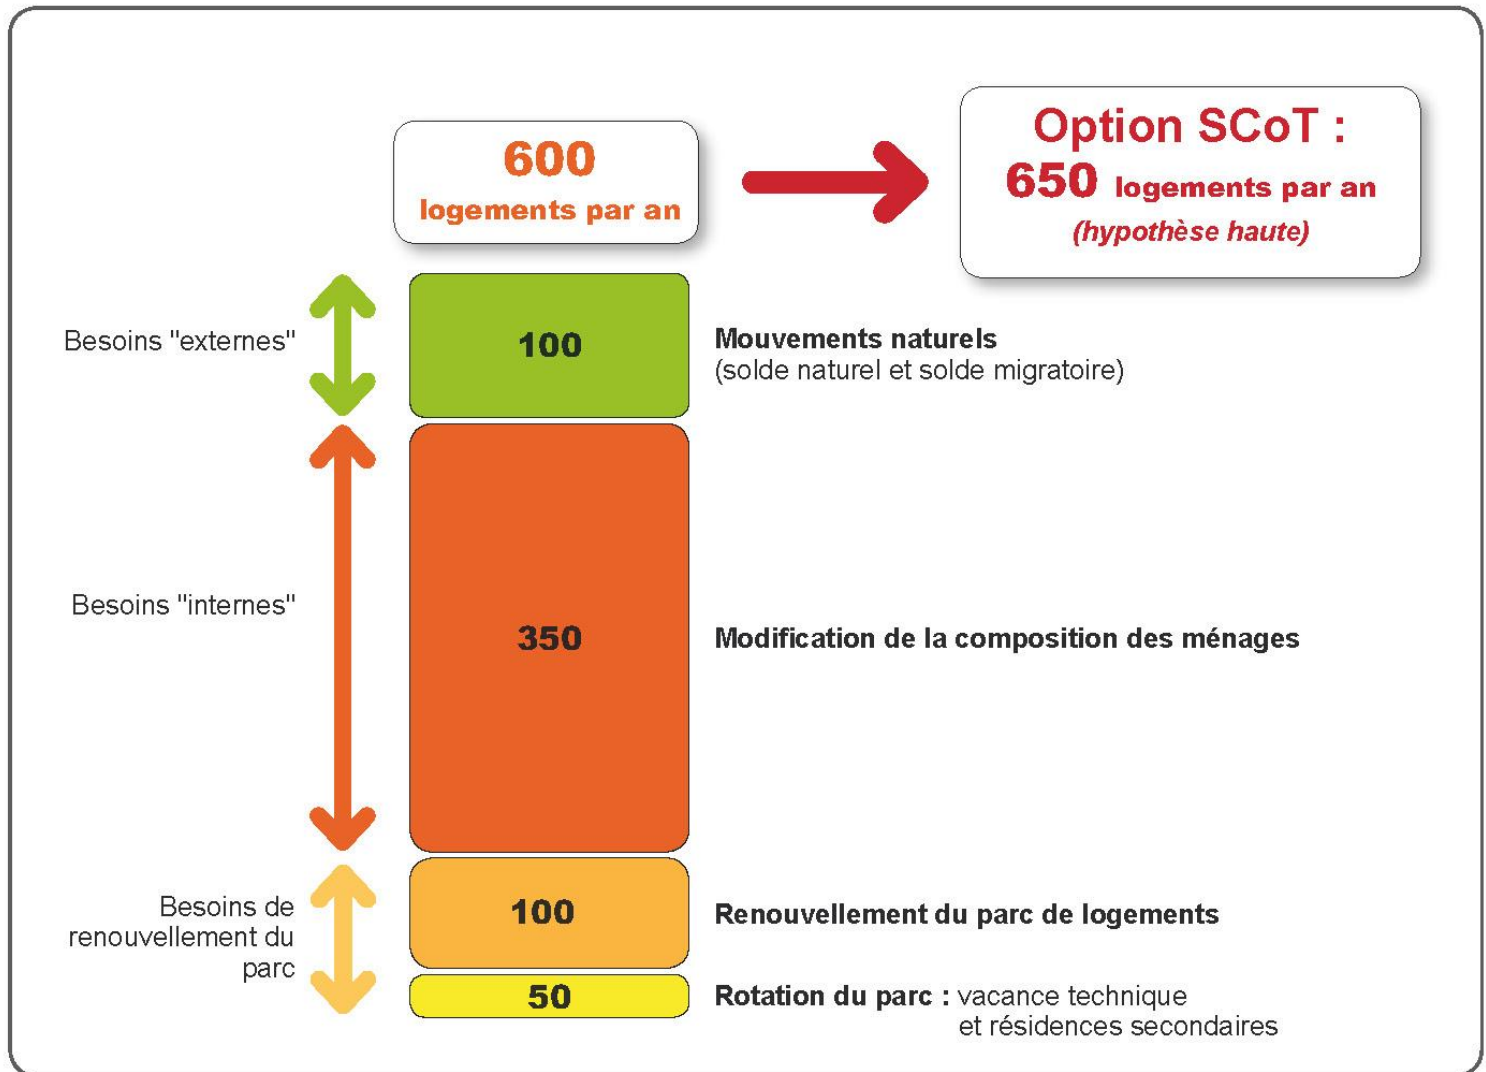 600
logements par an
Option SCoT :
650 logements par an
(hypothèse haute)
Besoins "externes"
100
Mouvements naturels
(solde naturel et solde migratoire)
Besoins "internes"
350
Modification de la composition des ménages
Besoins de
renouvellement du
parc
100
Renouvellement du parc de logements
50
Rotation du parc : vacance technique
et résidences secondaires